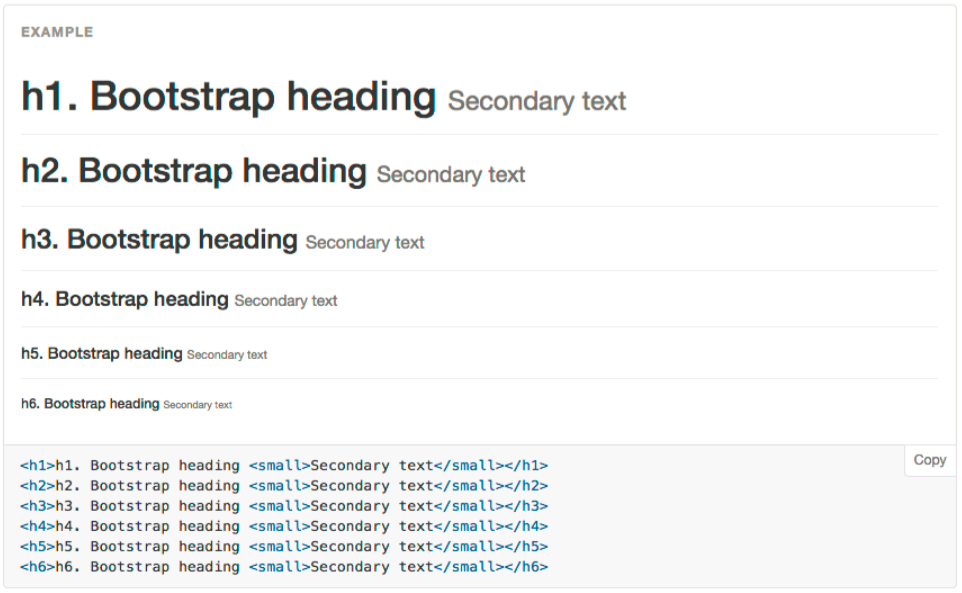 EXAMPLE
h1. Bootstrap heading Secondary text
h2. Bootstrap heading Secondary text
h3. Bootstrap heading Secondary text
h4. Bootstrap heading Secondary text
h5. Bootstrap heading Secondary text
h6. Bootstrap heading Secondary text
Copy
<h1>h1. Bootstrap heading <small>Secondary text</small></h1>
<h2>h2. Bootstrap heading <small>Secondary text</small></h2>
<h3>h3. Bootstrap heading <small>Secondary text</small></h3>
<h4>h4. Bootstrap heading <small>Secondary text</small></h4>
<h5>h5. Bootstrap heading <small>Secondary text</small></h5>
<h6>h6. Bootstrap heading <small>Secondary text</small></h6>